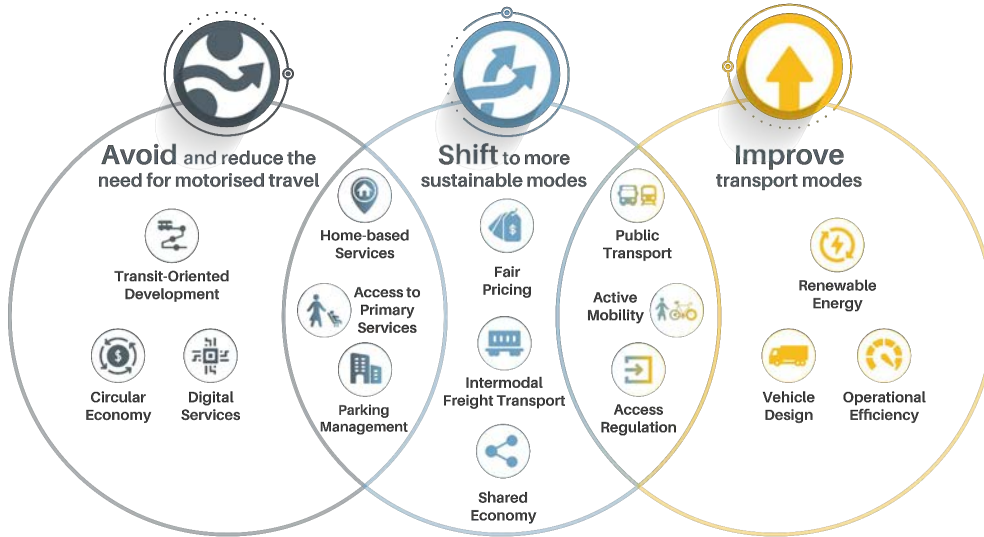 Avoid and reduce the
need for motorised travel
Transit-Oriented
Development
Circular
Economy
Digital
Services
Home-based
Services
Access to
Primary
Services
Parking
Management
Shift to more
sustainable modes
Fair
Pricing
Intermodal
Freight Transport
Shared
Economy
Public
Transport
Active
Mobility
Access
Regulation
Improve
transport modes
Renewable
Energy
Vehicle
Design
Operational
Efficiency